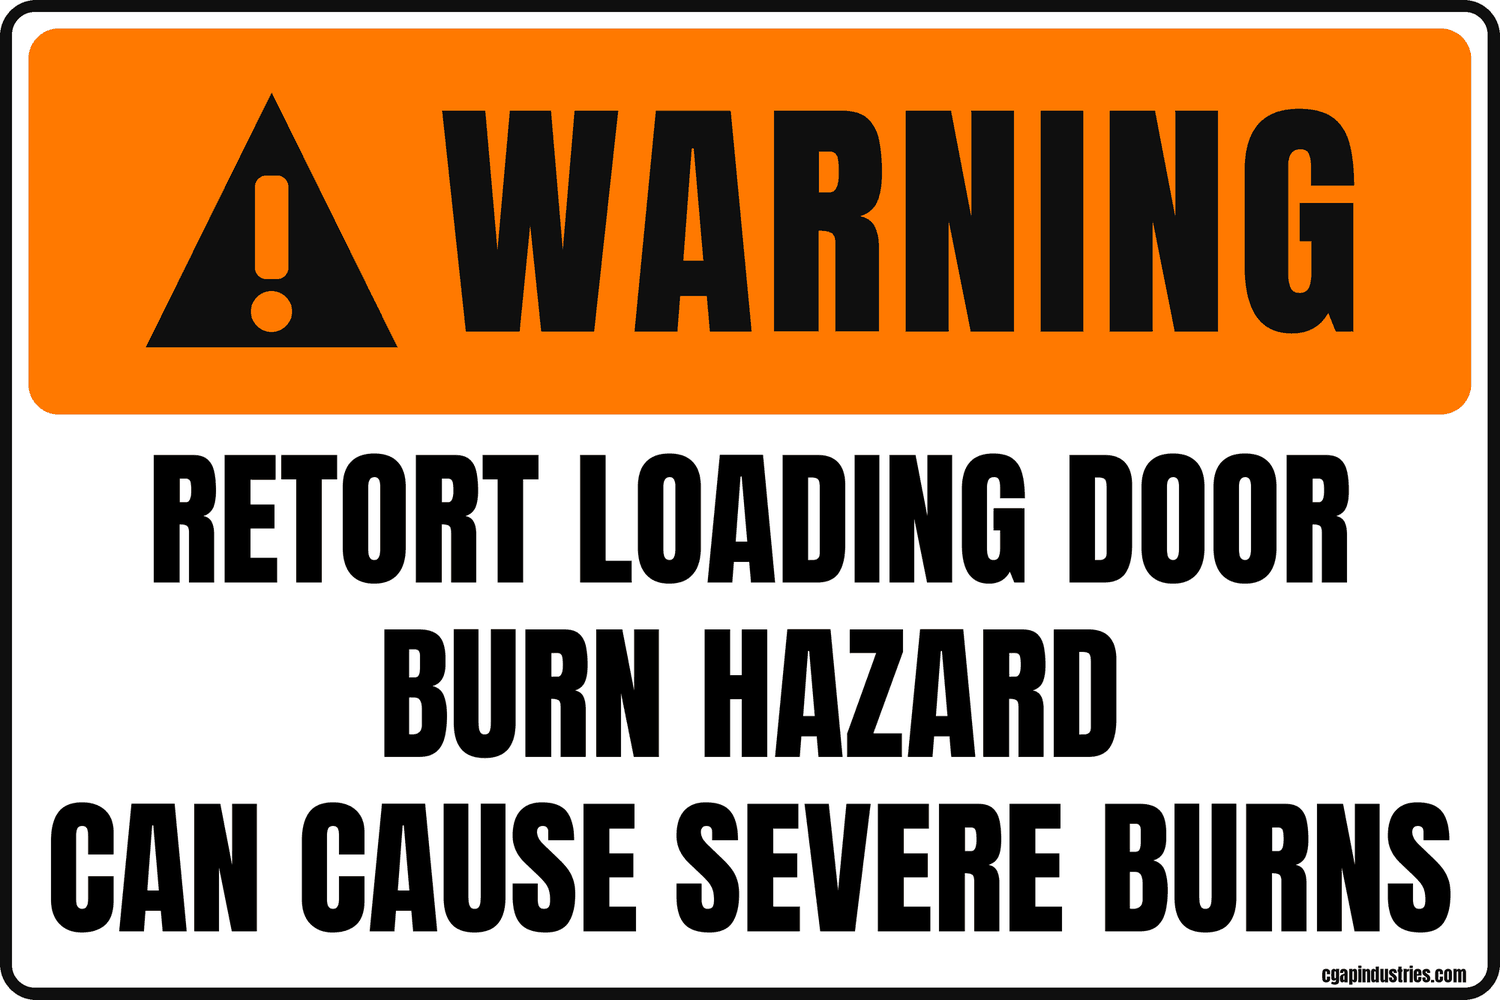 WARNING
RETORT LOADING DOOR
BURN HAZARD
CAN CAUSE SEVERE BURNS
cgapindustries.com